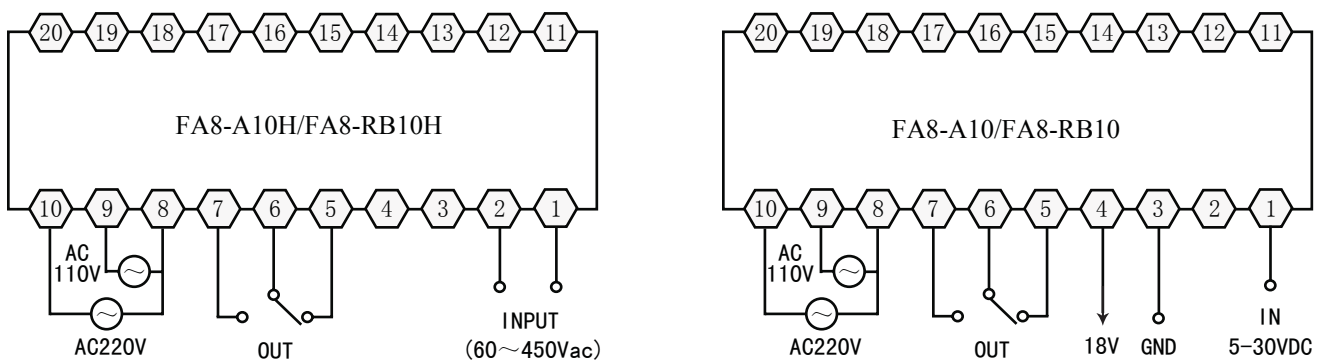 20 19 18 17 16 15 14 13 12 11
FA8-A10H/FA8-RB10H
10 9 8 7 6 5 4 3 2 1
AC
110V
AC220V
OUT
INPUT
(60～450Vac)
20 19 18 17 16 15 14 13 12 11
FA8-A10/FA8-RB10
10 9 8 7 6 5 4 3 2 1
AC
110V
AC220V
OUT
18V
GND
IN
5-30VDC